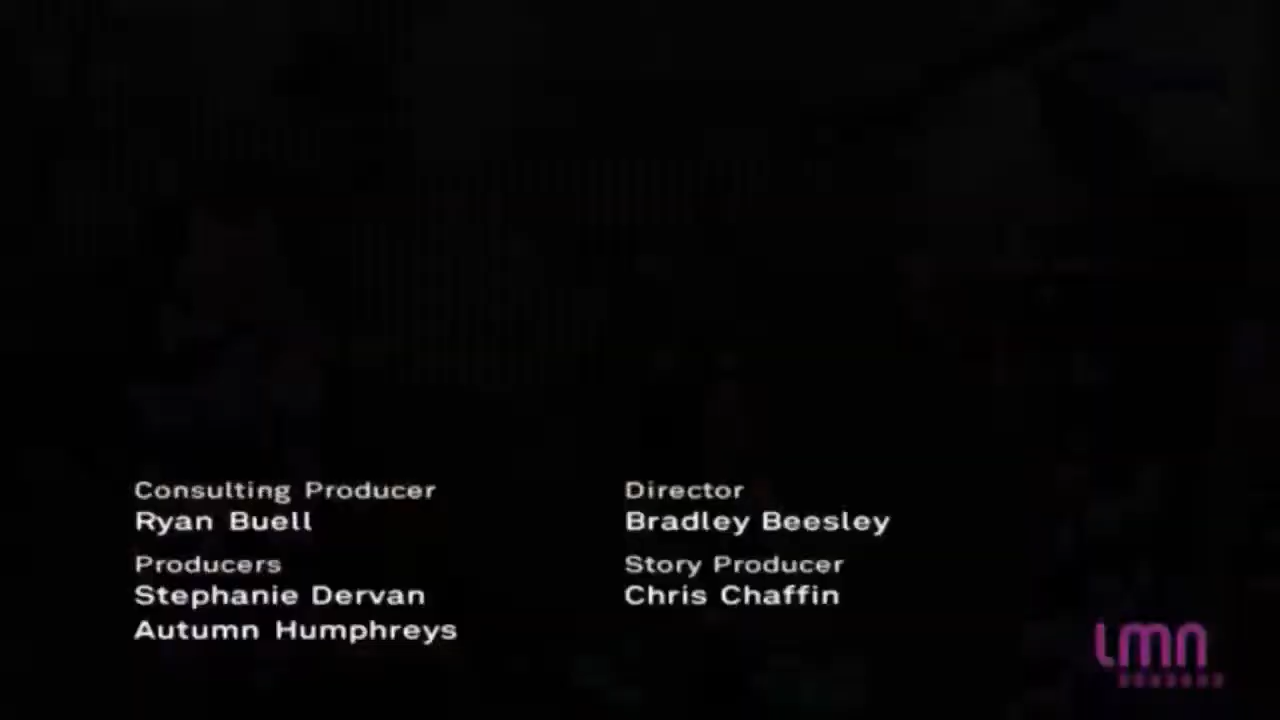 Consulting Producer
Ryan Buell
Producers
Stephanie Dervan
Autumn Humphreys
Director
Bradley Beesley
Story Producer
Chris Chaffin
LMN